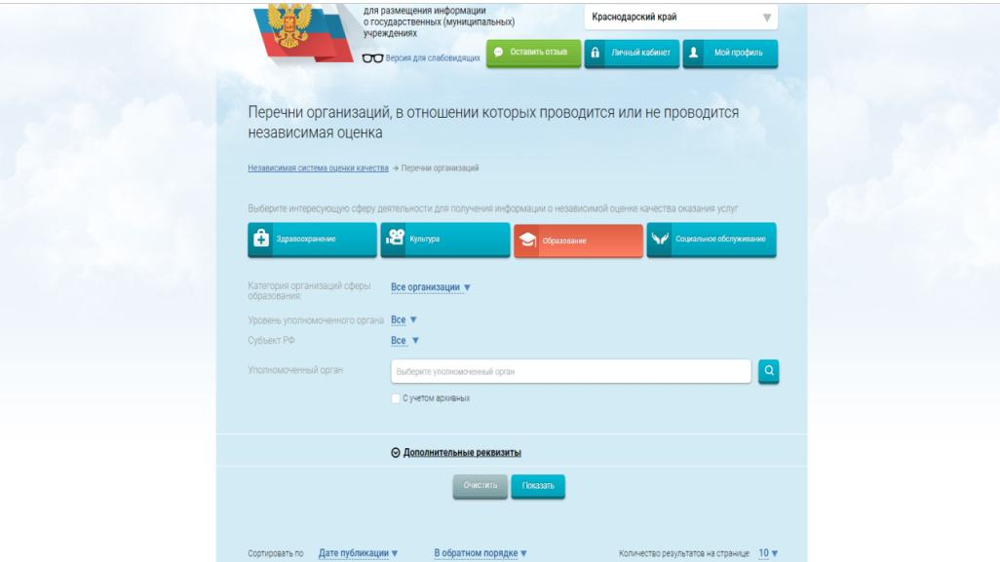 для размещения информации
о государственных (муниципальных)
учреждениях
Краснодарский край
Версия для слабовидящих
Оставить отзыв
Личный кабинет
Мой профиль
Перечни организаций, в отношении которых проводится или не проводится
независимая оценка
Независимая система оценки качества → Перечни организаций
Выберите интересующую сферу деятельности для получения информации о независимой оценке качества оказания услуг
Здравоохранение
Культура
Образование
Социальное обслуживание
Категория организаций сферы
образования:
Все организации
Уровень уполномоченного органа
Все
Субъект РФ
Все
Уполномоченный орган
Выберите уполномоченный орган
С учетом архивных
Дополнительные реквизиты
Очистить
Показать
Сортировать по
Дате публикации
В обратном порядке
Количество результатов на странице:
10